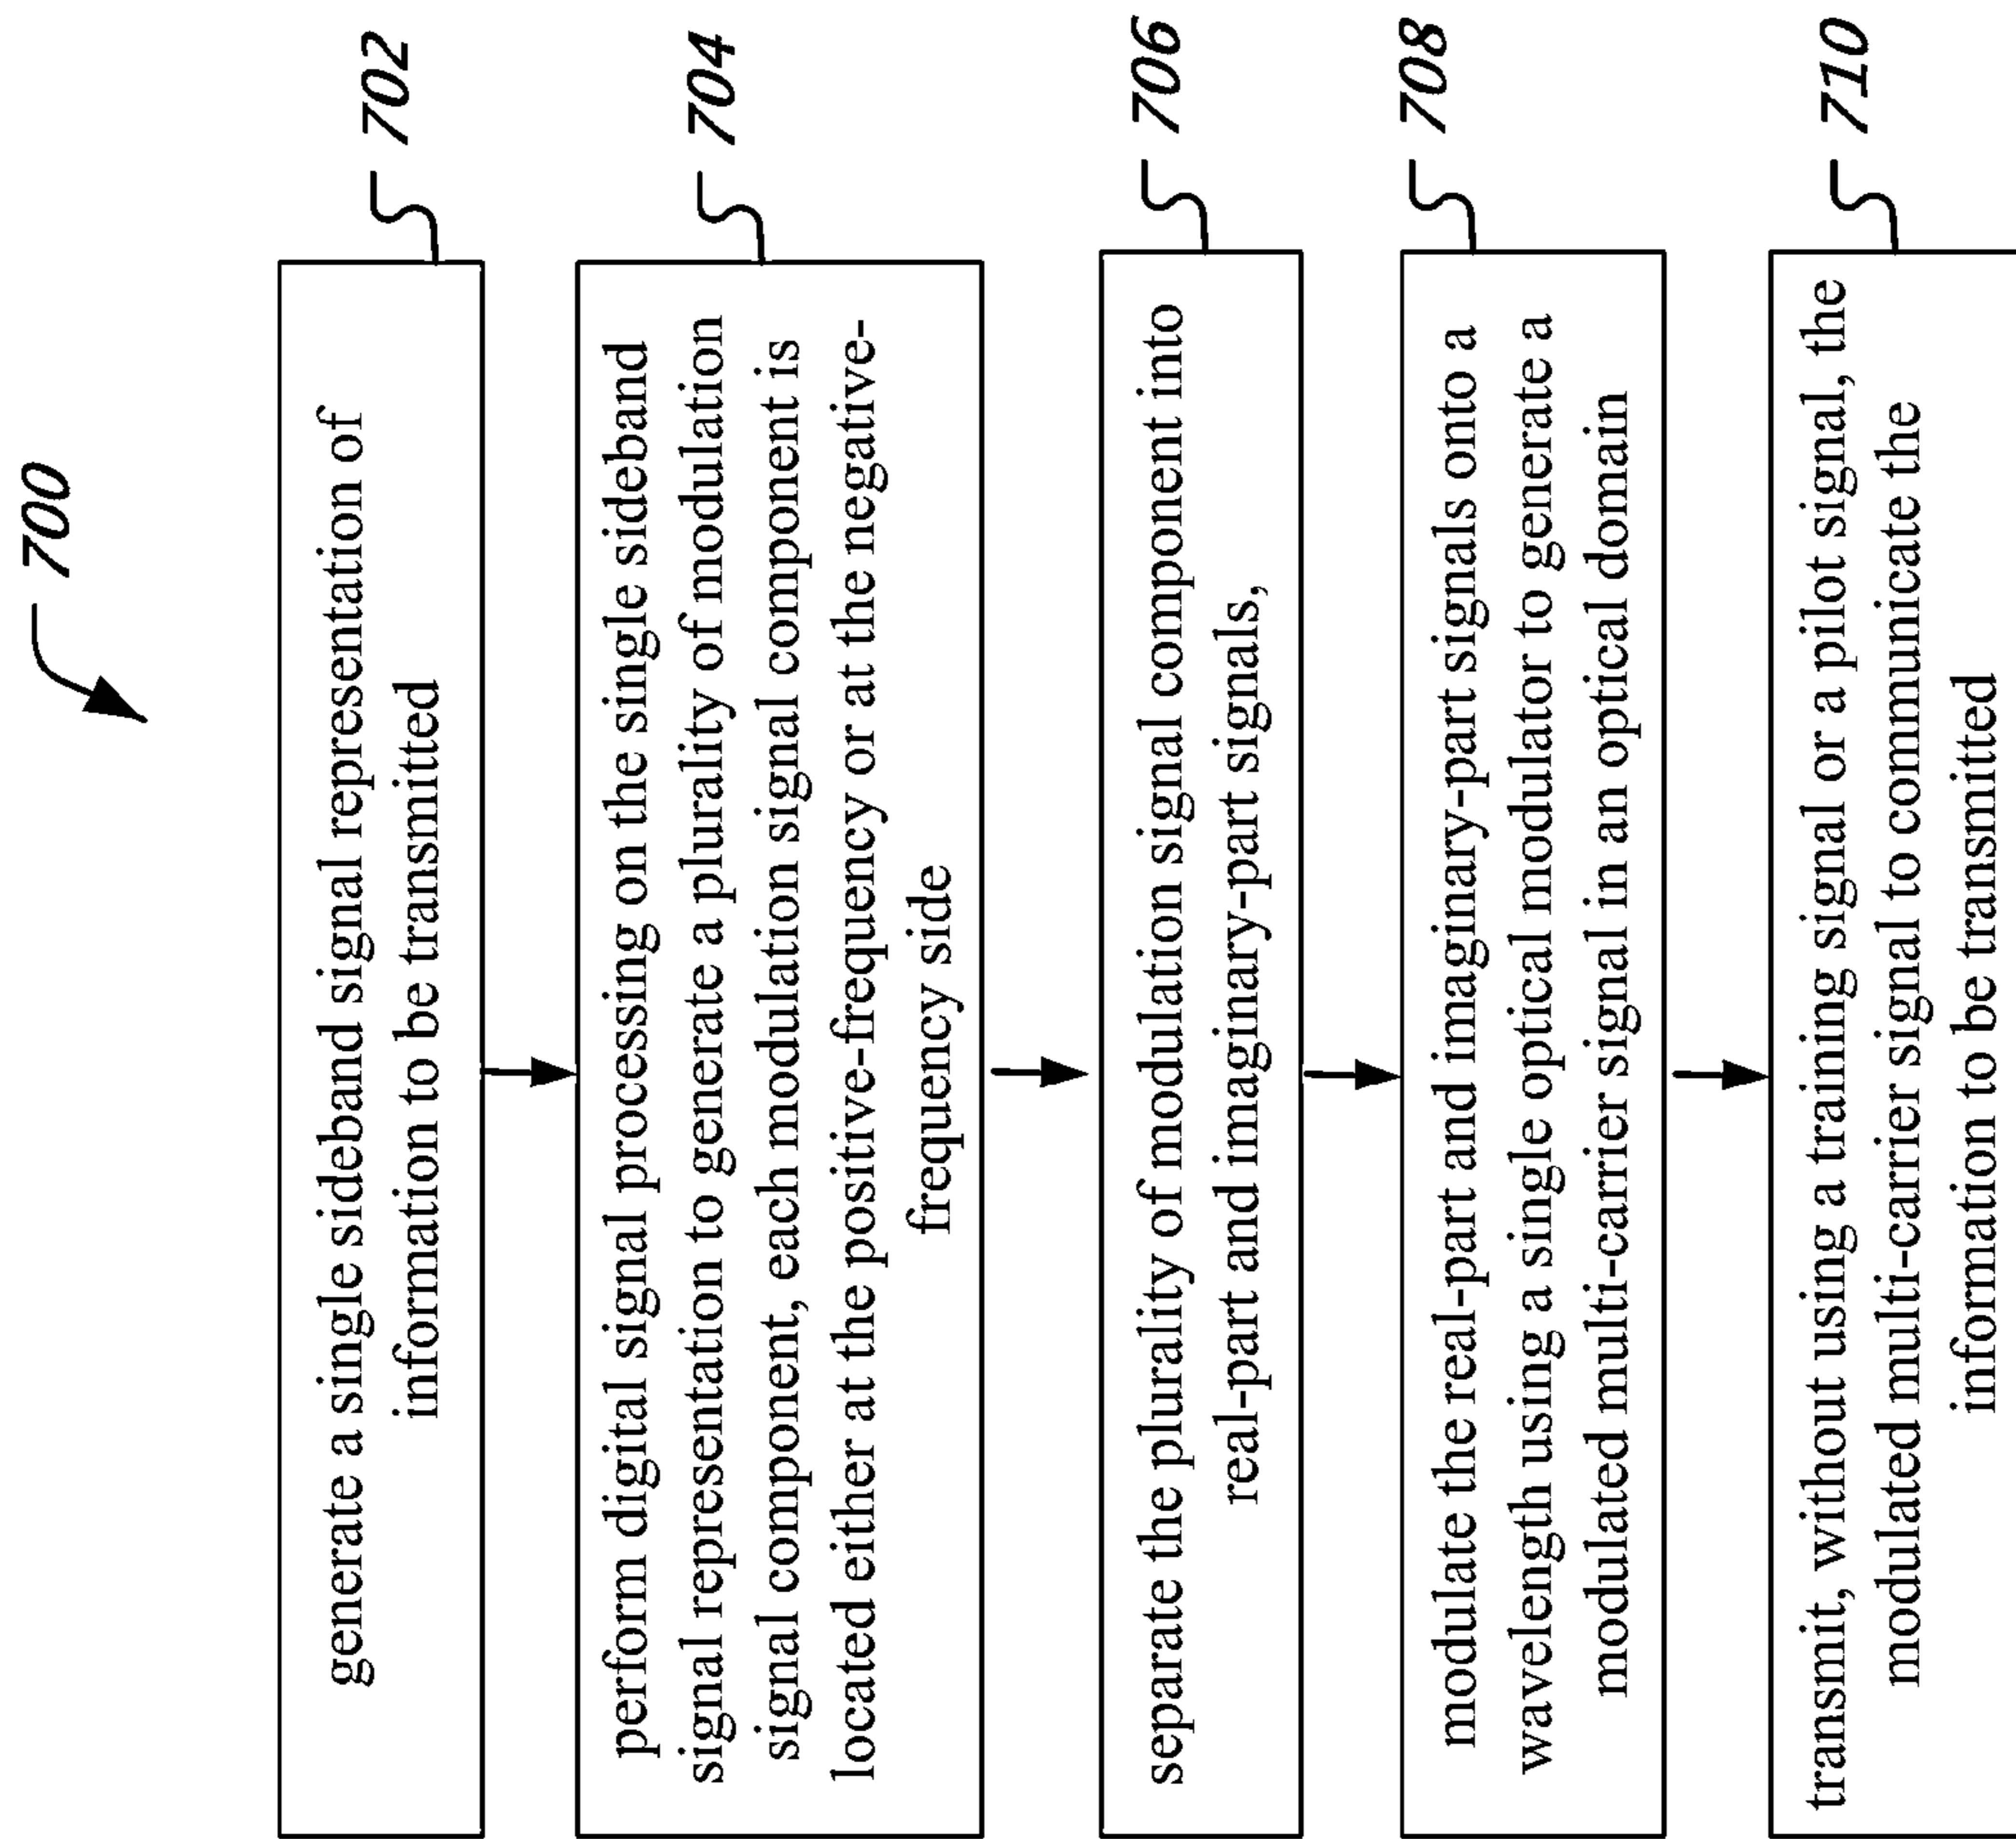 700
generate a single sideband signal representation of
information to be transmitted
702
perform digital signal processing on the single sideband
signal representation to generate a plurality of modulation
signal component, each modulation signal component is
located either at the positive-frequency or at the negative-
frequency side
704
separate the plurality of modulation signal component into
real-part and imaginary-part signals,
706
modulate the real-part and imaginary-part signals onto a
wavelength using a single optical modulator to generate a
modulated multi-carrier signal in an optical domain
708
transmit, without using a training signal or a pilot signal, the
modulated multi-carrier signal to communicate the
information to be transmitted
710